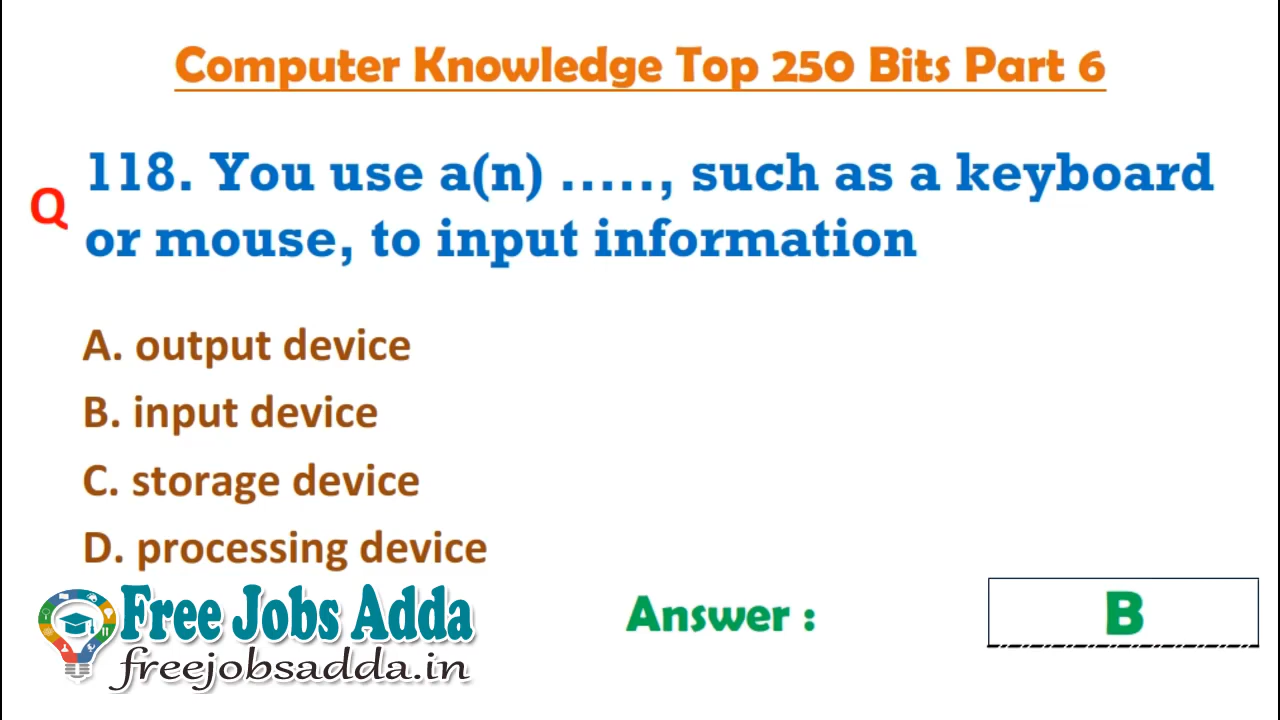 Computer Knowledge Top 250 Bits Part 6
Q
118. You use a(n) ....., such as a keyboard
or mouse, to input information
A. output device
B. input device
C. storage device
D. processing device
Free Jobs Adda
freejobsadda.in
Answer :
B